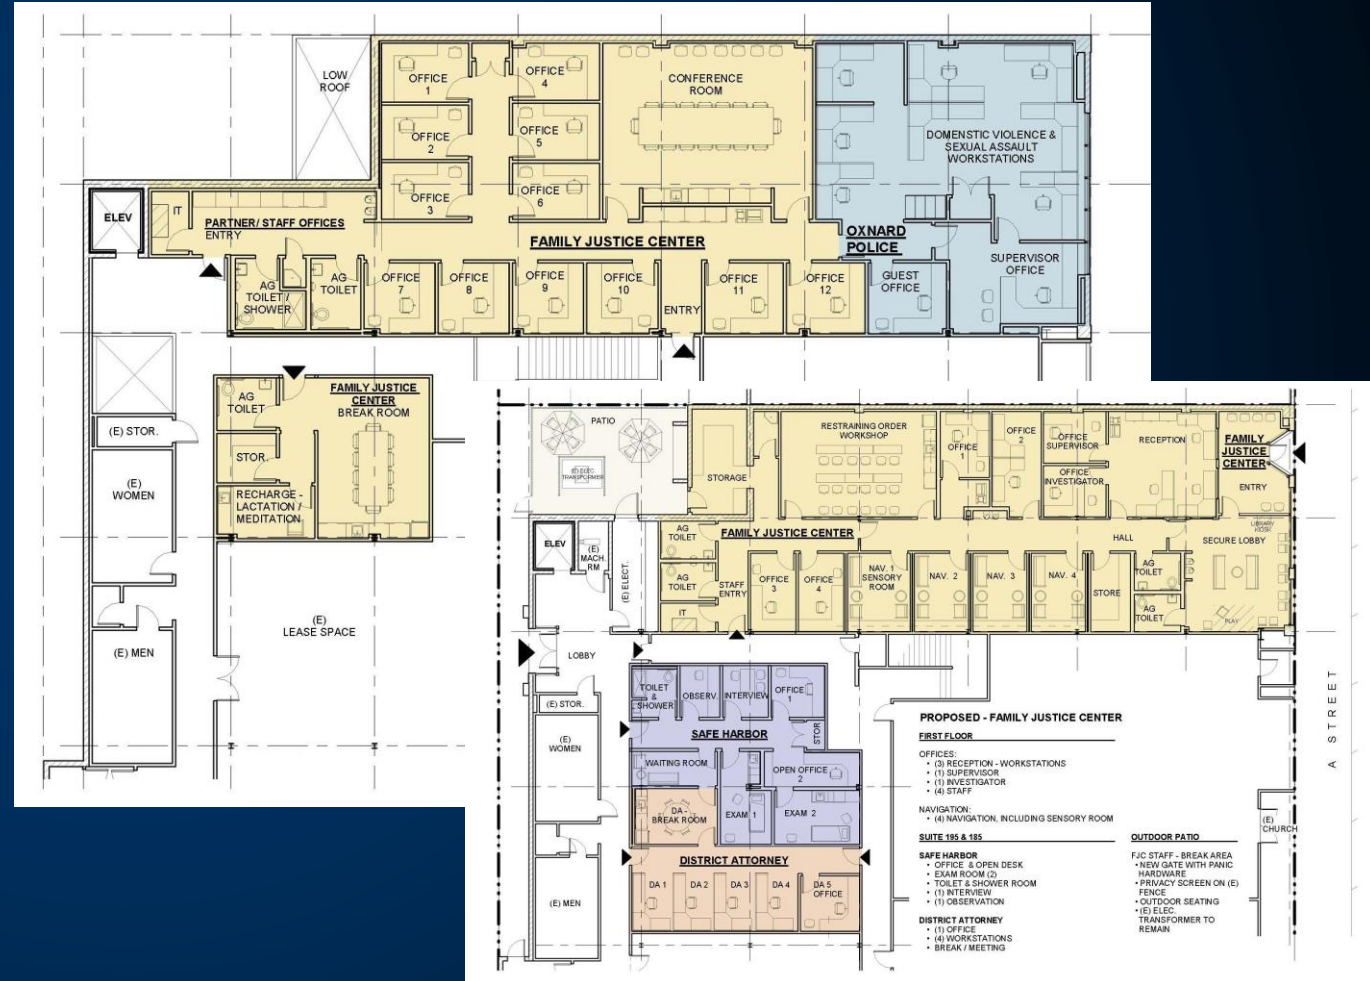 LOW
ROOF
OFFICE
1
OFFICE
4
CONFERENCE
ROOM
OFFICE
2
OFFICE
5
DOMENSTIC VIOLENCE &
SEXUAL ASSAULT
WORKSTATIONS
OFFICE
3
OFFICE
6
ELEV
IT
PARTNER/ STAFF OFFICES
ENTRY
FAMILY JUSTICE CENTER
OXNARD
POLICE
SUPERVISOR
OFFICE
AG
TOILET /
SHOWER
AG
TOILET
OFFICE
7
OFFICE
8
OFFICE
9
OFFICE
10
ENTRY
OFFICE
11
OFFICE
12
GUEST
OFFICE
AG
TOILET
FAMILY JUSTICE
CENTER
BREAK ROOM
(E) STOR.
STOR.
(E)
WOMEN
RECHARGE -
LACTATION /
MEDITATION
(E)
LEASE SPACE
(E) MEN
PATIO
(E) ELEC.
TRANSFORMER
STORAGE
RESTRAINING ORDER
WORKSHOP
OFFICE
1
OFFICE
2
OFFICE
SUPERVISOR
OFFICE
INVESTIGATOR
RECEPTION
FAMILY
JUSTICE
CENTER
ENTRY
LIBRARY
KIOSK
ELEV
(E)
MACH.
RM
(E) ELECT.
AG
TOILET
FAMILY JUSTICE CENTER
HALL
SECURE LOBBY
AG
TOILET
STAFF
ENTRY
OFFICE
3
OFFICE
4
NAV. 1
SENSORY
ROOM
NAV. 2
NAV. 3
NAV. 4
STORE
AG
TOILET
AG
TOILET
IT
PLAY
LOBBY
(E) STOR.
(E)
WOMEN
(E) MEN
TOILET
&
SHOWER
OBSERV.
INTERVIEW
OFFICE
1
SAFE HARBOR
STOR
WAITING ROOM
OPEN OFFICE
2
DA -
BREAK ROOM
EXAM 1
EXAM 2
DISTRICT ATTORNEY
DA 1
DA 2
DA 3
DA 4
DA 5
OFFICE
A STREET
(E)
CHURCH
PROPOSED - FAMILY JUSTICE CENTER
FIRST FLOOR
OFFICES:
• (3) RECEPTION - WORKSTATIONS
• (1) SUPERVISOR
• (1) INVESTIGATOR
• (4) STAFF
NAVIGATION:
• (4) NAVIGATION, INCLUDING SENSORY ROOM
SUITE 195 & 185
SAFE HARBOR
• OFFICE & OPEN DESK
• EXAM ROOM (2)
• TOILET & SHOWER ROOM
• (1) INTERVIEW
• (1) OBSERVATION
DISTRICT ATTORNEY
• (1) OFFICE
• (4) WORKSTATIONS
• BREAK / MEETING
OUTDOOR PATIO
FJC STAFF - BREAK AREA
• NEW GATE WITH PANIC
HARDWARE
• PRIVACY SCREEN ON (E)
FENCE
• OUTDOOR SEATING
• (E) ELEC.
TRANSFORMER TO
REMAIN